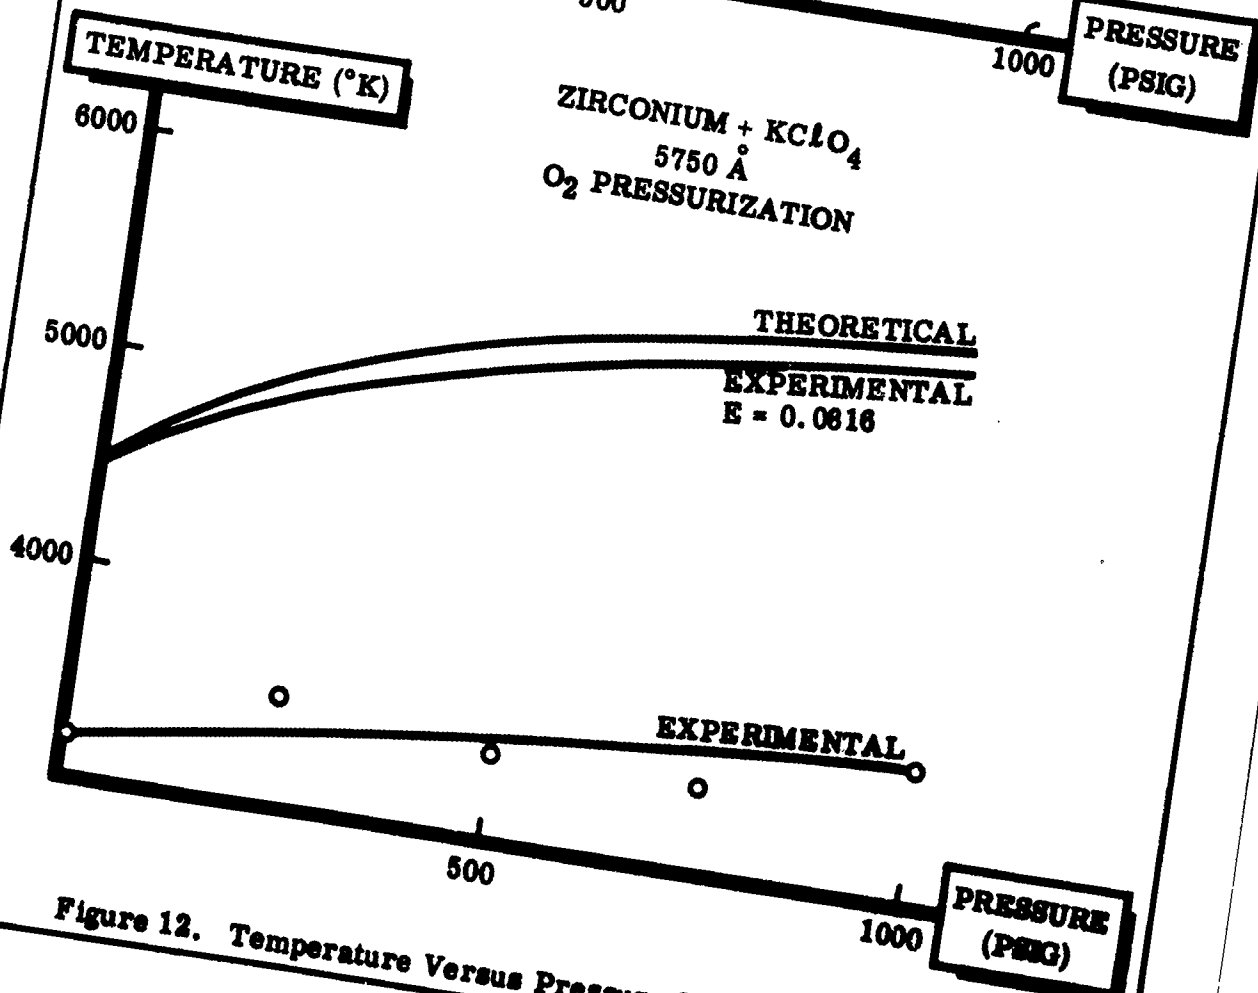 1000
PRESSURE
(PSIG)
TEMPERATURE (°K)
6000
ZIRCONIUM + KCℓO4
5750 Å
O2 PRESSURIZATION
5000
THEORETICAL
EXPERIMENTAL
E = 0.0616
4000
EXPERIMENTAL
500
1000
PRESSURE
(PSIG)
Figure 12. Temperature Versus